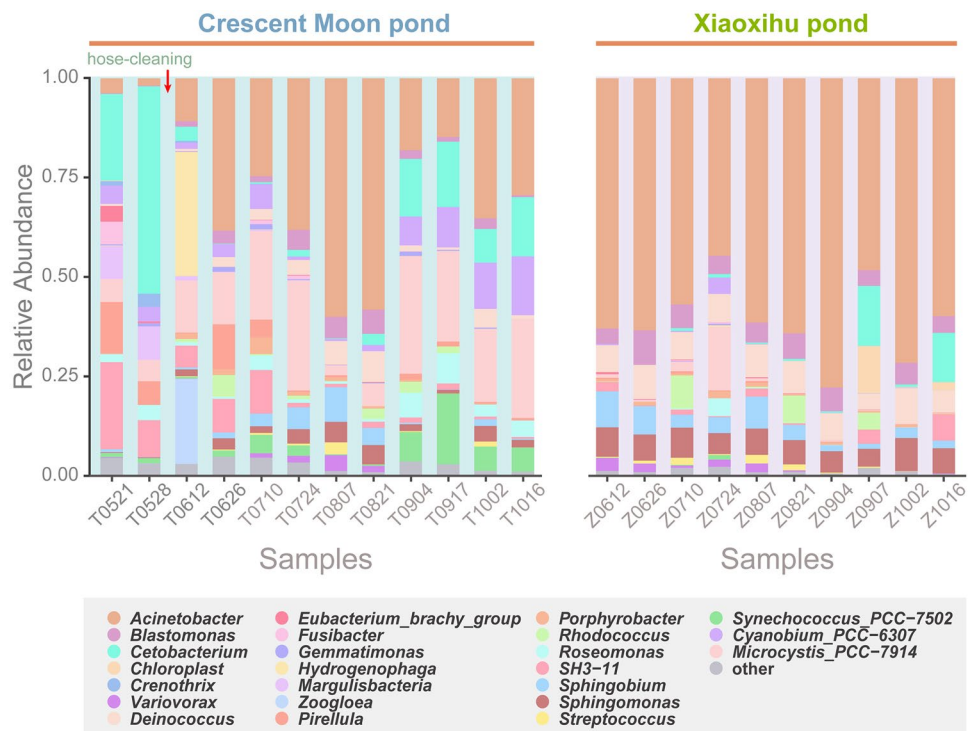 Crescent Moon pond
Xiaoxihu pond
hose-cleaning
1.00
0.75
0.50
0.25
0.00
Relative Abundance
T0521
T0528
T0612
T0626
T0710
T0724
T0807
T0821
T0904
T0917
T1002
T1016
Z0612
Z0626
Z0710
Z0724
Z0807
Z0821
Z0904
Z0907
Z1002
Z1016
Samples
Samples
Acinetobacter
Blastomonas
Cetobacterium
Chloroplast
Crenothrix
Variovorax
Deinococcus
Eubacterium_brachy_group
Fusibacter
Gemmatimonas
Hydrogenophaga
Margulisbacteria
Zoogloea
Pirellula
Porphyrobacter
Rhodococcus
Roseomonas
SH3−11
Sphingobium
Sphingomonas
Streptococcus
Synechococcus_PCC−7502
Cyanobium_PCC−6307
Microcystis_PCC−7914
other